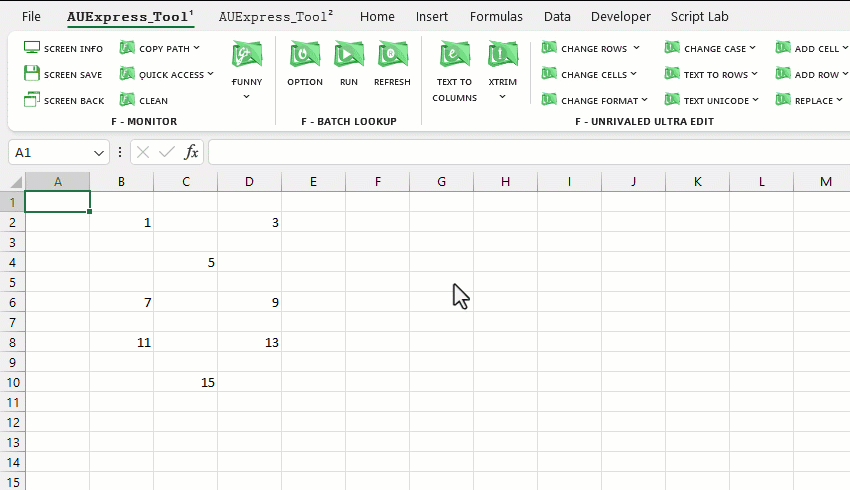 File AUExpress_Tool¹ AUExpress_Tool² Home Insert Formulas Data Developer Script Lab
SCREEN INFO COPY PATH CHANGE ROWS CHANGE CASE ADD CELL
SCREEN SAVE QUICK ACCESS FUNNY OPTION RUN REFRESH TEXT TO COLUMNS XTRIM CHANGE CELLS TEXT TO ROWS ADD ROW
SCREEN BACK CLEAN CHANGE FORMAT TEXT UNICODE REPLACE
F - MONITOR F - BATCH LOOKUP F - UNRIVALED ULTRA EDIT
A1 fx
A B C D E F G H I J K L M
1
2 1 3
3
4 5
5
6 7 9
7
8 11 13
9
10 15
11
12
13
14
15